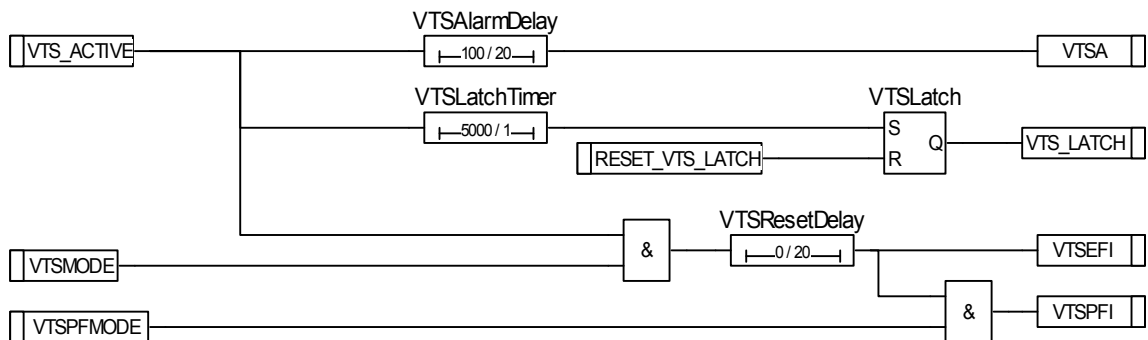 VTSAlarmDelay
VTS_ACTIVE
100 / 20
VTSA
VTSLatchTimer
VTSLatch
5000 / 1
S
Q
VTS_LATCH
RESET_VTS_LATCH
R
VTSResetDelay
&
0 / 20
VTSEFI
VTSMODE
VTSPFI
&
VTSPFMODE